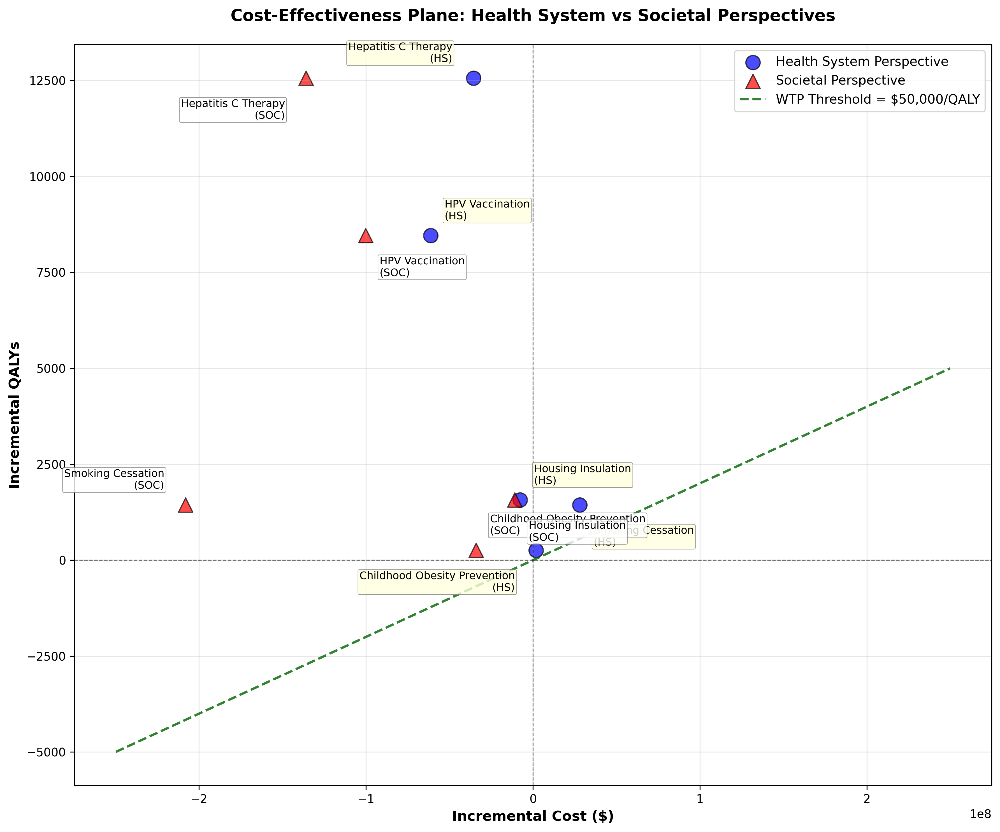 Cost-Effectiveness Plane: Health System vs Societal Perspectives
Health System Perspective
Societal Perspective
WTP Threshold = $50,000/QALY
Hepatitis C Therapy
(HS)
Hepatitis C Therapy
(SOC)
HPV Vaccination
(HS)
HPV Vaccination
(SOC)
Smoking Cessation
(SOC)
Housing Insulation
(HS)
Childhood Obesity Prevention
(SOC)
Housing Insulation
(SOC)
Smoking Cessation
(HS)
Childhood Obesity Prevention
(HS)
Incremental QALYs
12500
10000
7500
5000
2500
0
−2500
−5000
−2
−1
0
1
2
1e8
Incremental Cost ($)